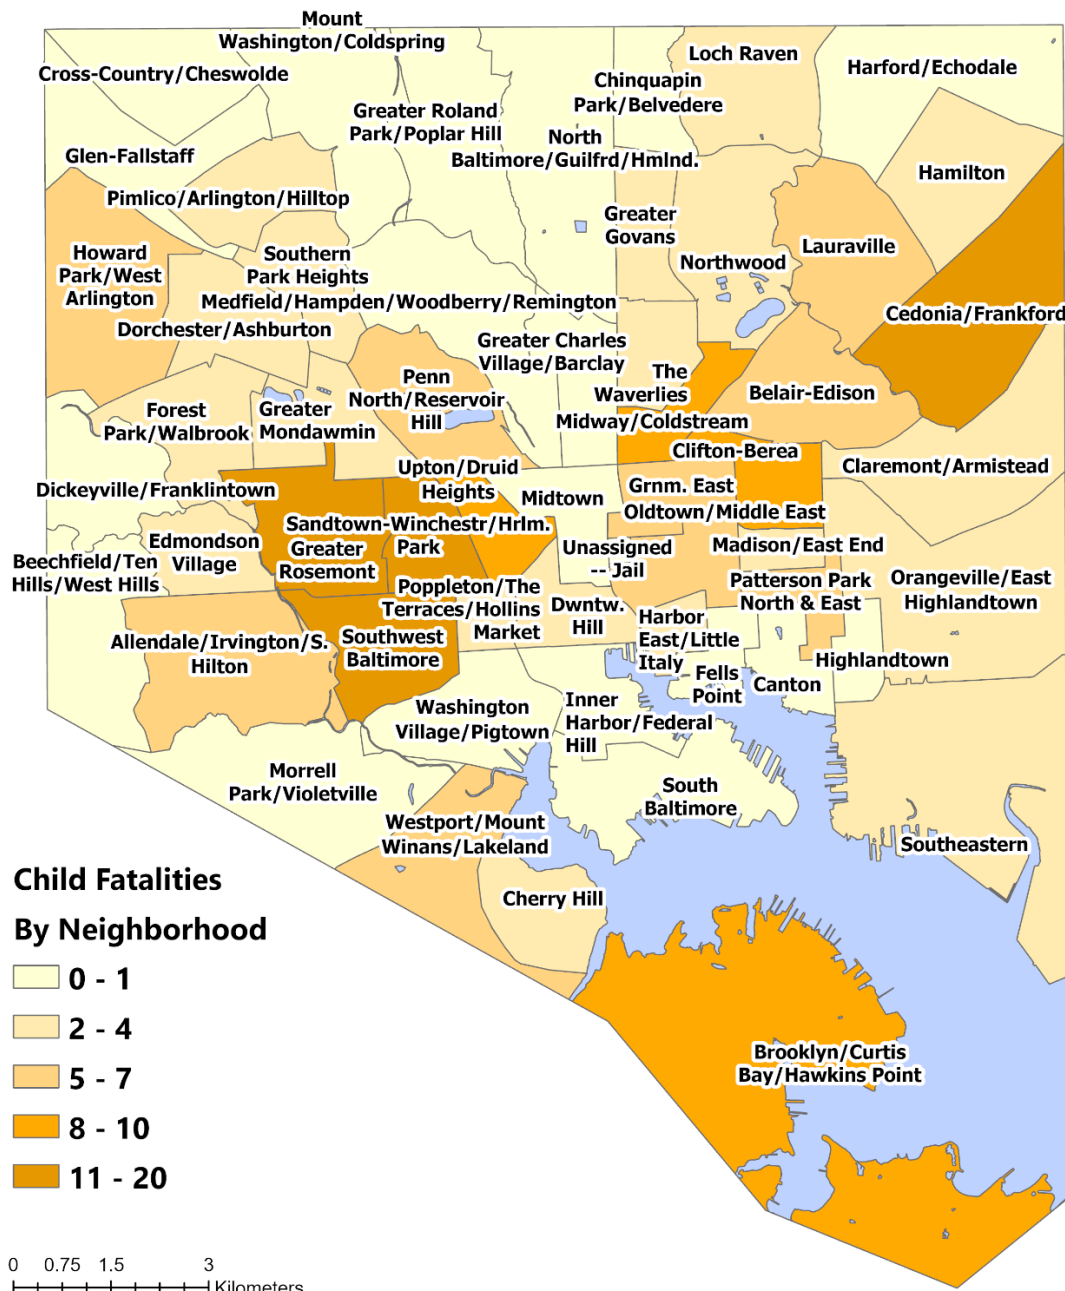 Mount
Washington/Coldspring
Cross-Country/Cheswolde
Loch Raven
Harford/Echodale
Chinquapin
Park/Belvedere
Greater Roland
Park/Poplar Hill
North
Baltimore/Guilfrd/Hmlnd.
Glen-Fallstaff
Hamilton
Pimlico/Arlington/Hilltop
Greater
Govans
Howard
Park/West
Arlington
Southern
Park Heights
Lauraville
Northwood
Medfield/Hampden/Woodberry/Remington
Cedonia/Frankford
Dorchester/Ashburton
Greater Charles
Village/Barclay
Penn
North/Reservoir
Hill
The
Waverlies
Belair-Edison
Forest
Park/Walbrook
Greater
Mondawmin
Midway/Coldstream
Clifton-Berea
Upton/Druid
Heights
Claremont/Armistead
Dickeyville/Franklintown
Midtown
Grnm. East
Oldtown/Middle East
Sandtown-Winchestr/Hrlm.
Park
Edmondson
Village
Greater
Rosemont
Unassigned
-- Jail
Madison/East End
Beechfield/Ten
Hills/West Hills
Poppleton/The
Terraces/Hollins
Market
Patterson Park
North & East
Orangeville/East
Highlandtown
Dwntw.
Hill
Harbor
East/Little
Italy
Allendale/Irvington/S.
Hilton
Southwest
Baltimore
Highlandtown
Fells
Point
Canton
Washington
Village/Pigtown
Inner
Harbor/Federal
Hill
Morrell
Park/Violetville
South
Baltimore
Westport/Mount
Winans/Lakeland
Southeastern
Cherry Hill
Brooklyn/Curtis
Bay/Hawkins Point
Child Fatalities
By Neighborhood
0 - 1
2 - 4
5 - 7
8 - 10
11 - 20
0 0.75 1.5 3
Kilometers